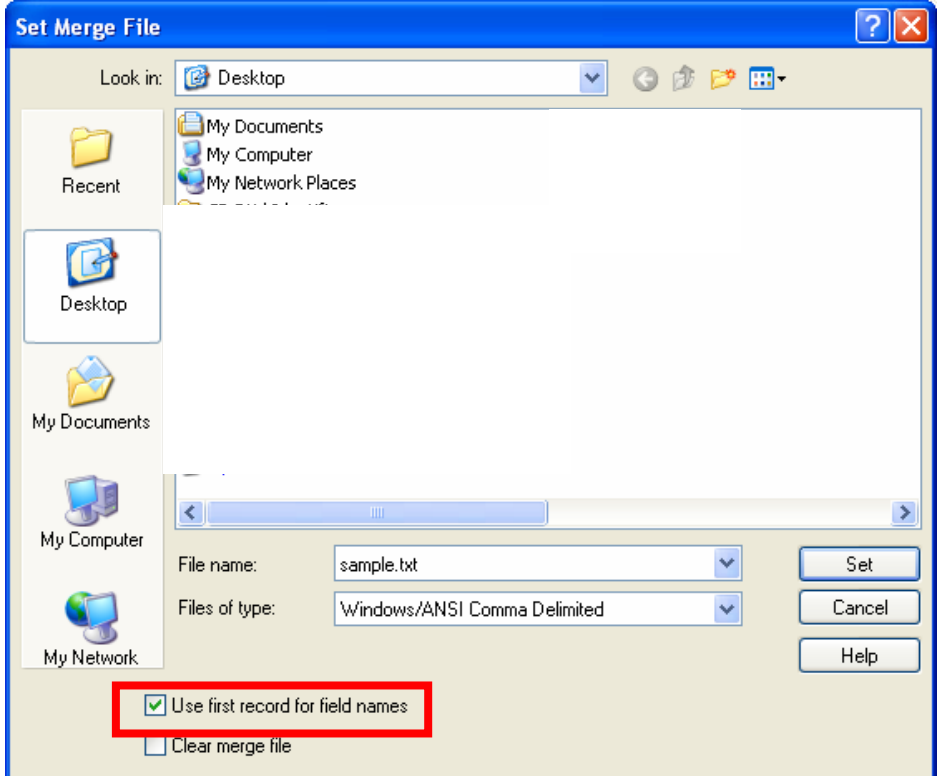 Set Merge File
Look in: Desktop
My Documents
My Computer
My Network Places
Recent
Desktop
My Documents
My Computer
My Network
File name: sample.txt Set
Files of type: Windows/ANSI Comma Delimited Cancel
Help
Use first record for field names
Clear merge file